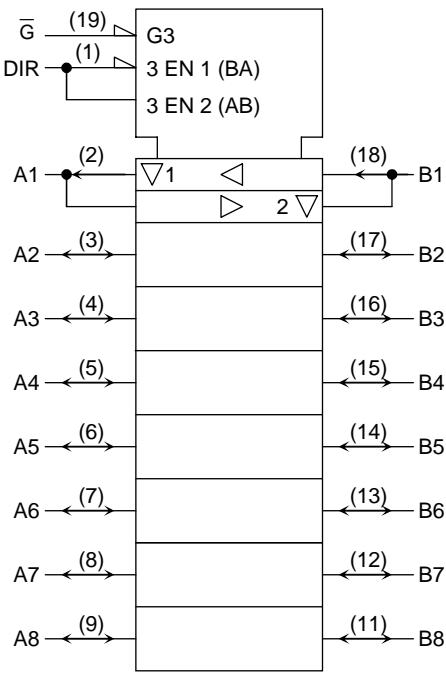 G̅ (19) G3
DIR (1) 3 EN 1 (BA)
3 EN 2 (AB)
A1 (2) ▽1 ◁ (18) B1
▷ 2 ▽
A2 (3) (17) B2
A3 (4) (16) B3
A4 (5) (15) B4
A5 (6) (14) B5
A6 (7) (13) B6
A7 (8) (12) B7
A8 (9) (11) B8